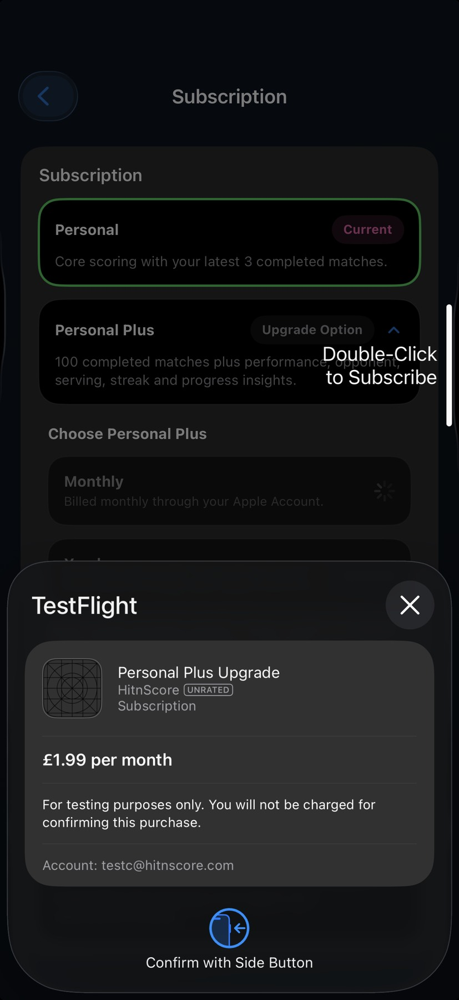 Subscription
Subscription
Personal
Current
Core scoring with your latest 3 completed matches.
Personal Plus
Upgrade Option
100 completed matches plus performance, opponent,
serving, streak and progress insights.
Double-Click
to Subscribe
Choose Personal Plus
Monthly
Billed monthly through your Apple Account.
TestFlight
Personal Plus Upgrade
HitnScore UNRATED
Subscription
£1.99 per month
For testing purposes only. You will not be charged for
confirming this purchase.
Account: testc@hitnscore.com
Confirm with Side Button